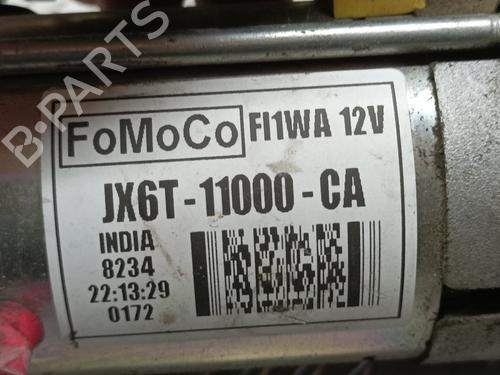 B-PARTS
FoMoCo FI1WA 12V
JX6T-11000-CA
INDIA
8234
22:13:29
0172